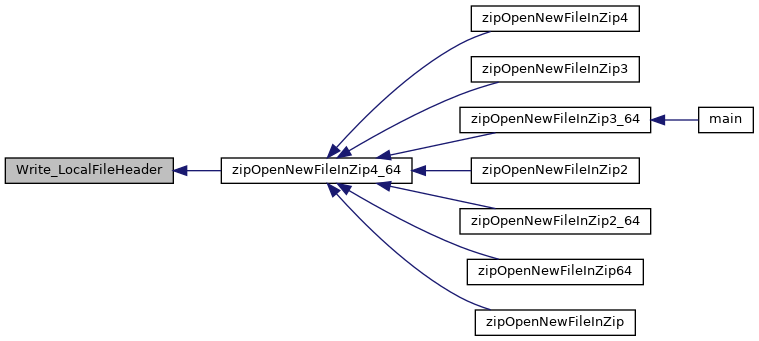 Write_LocalFileHeader
zipOpenNewFileInZip4_64
zipOpenNewFileInZip4
zipOpenNewFileInZip3
zipOpenNewFileInZip3_64
main
zipOpenNewFileInZip2
zipOpenNewFileInZip2_64
zipOpenNewFileInZip64
zipOpenNewFileInZip